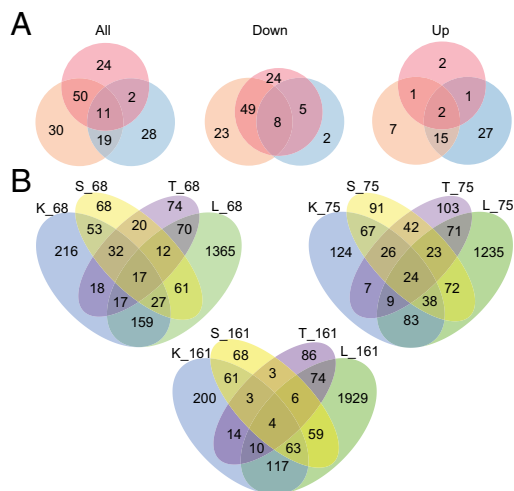 A
All Down Up
24 24 2
50 2 49 5 1 1
11 8 2
30 19 28 23 2 7 15 27
B
S_68 T_68 S_75 T_75
K_68 68 74 L_68 K_75 91 103 L_75
53 20 70 67 42 71
216 32 12 1365 124 26 23 1235
17 24
18 17 27 61 7 9 38 72
159 83
S_161 T_161
K_161 68 86 L_161
61 3 74
200 3 6 1929
4
14 10 63 59
117